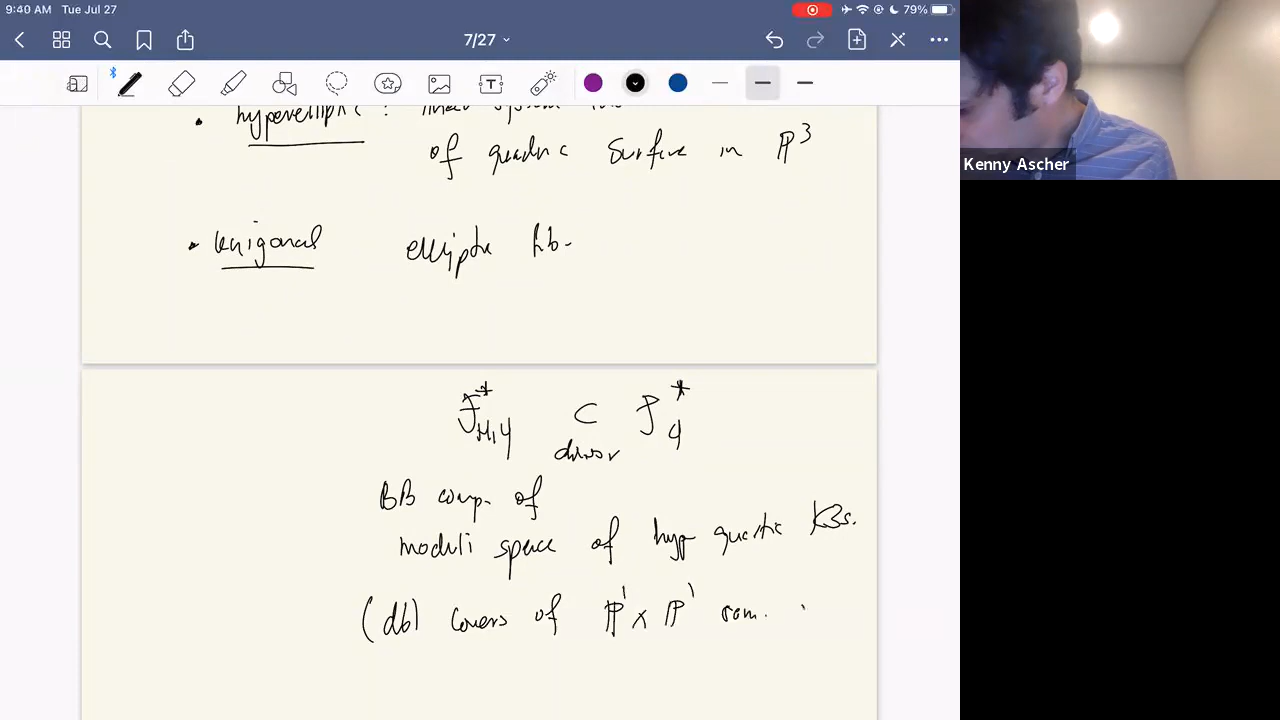 9:40 AM Tue Jul 27
79%
7/27
Kenny Ascher
• hyperelliptic : linear system
of quadric surface in ℙ³
• unigonal elliptic fib.
ℱ*_{H,4} ⊂ ℱ*_4
divisor
BB comp. of
moduli space of hyp quartic K3s.
(dbl covers of ℙ¹ × ℙ¹ ram.